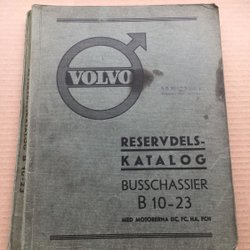 VOLVO
RESERVDELS-
KATALOG
BUSSCHASSIER
B 10-23
MED MOTORERNA DC, FC, HA, FCH